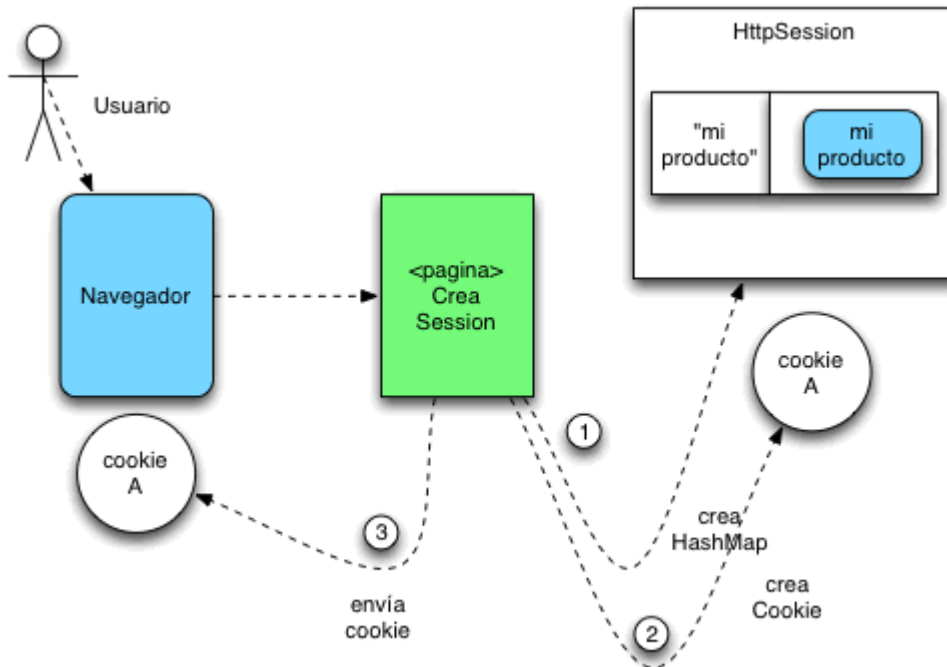 HttpSession
Usuario
"mi
producto"
mi
producto
Navegador
<pagina>
Crea
Session
cookie
A
1
cookie
A
3
crea
HashMap
envía
cookie
2
crea
Cookie